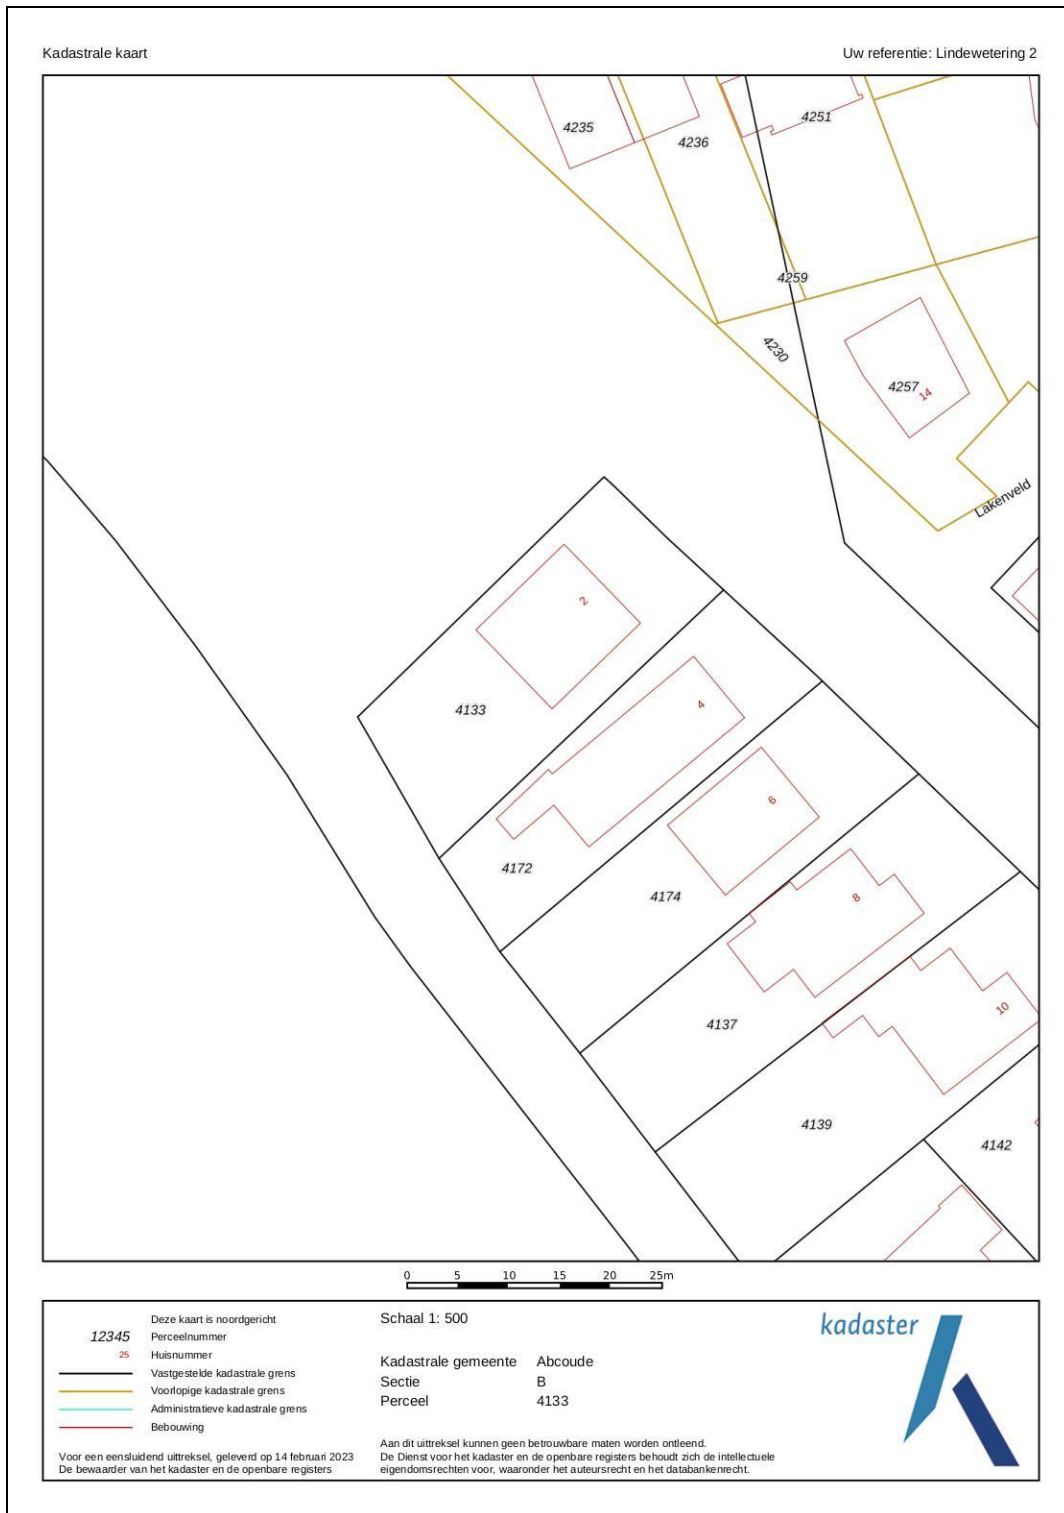 Kadastrale kaart
Uw referentie: Lindewetering 2
4235
4236
4251
4259
4230
4257
14
Lakenveld
2
4133
4
4172
6
4174
8
4137
10
4139
4142
0 5 10 15 20 25m
Deze kaart is noordgericht
12345 Perceelnummer
25 Huisnummer
Vastgestelde kadastrale grens
Voorlopige kadastrale grens
Administratieve kadastrale grens
Bebouwing
Voor een eensluidend uittreksel, geleverd op 14 februari 2023
De bewaarder van het kadaster en de openbare registers
Schaal 1: 500
Kadastrale gemeente Abcoude
Sectie B
Perceel 4133
Aan dit uittreksel kunnen geen betrouwbare maten worden ontleend.
De Dienst voor het kadaster en de openbare registers behoudt zich de intellectuele
eigendomsrechten voor, waaronder het auteursrecht en het databankenrecht.
kadaster